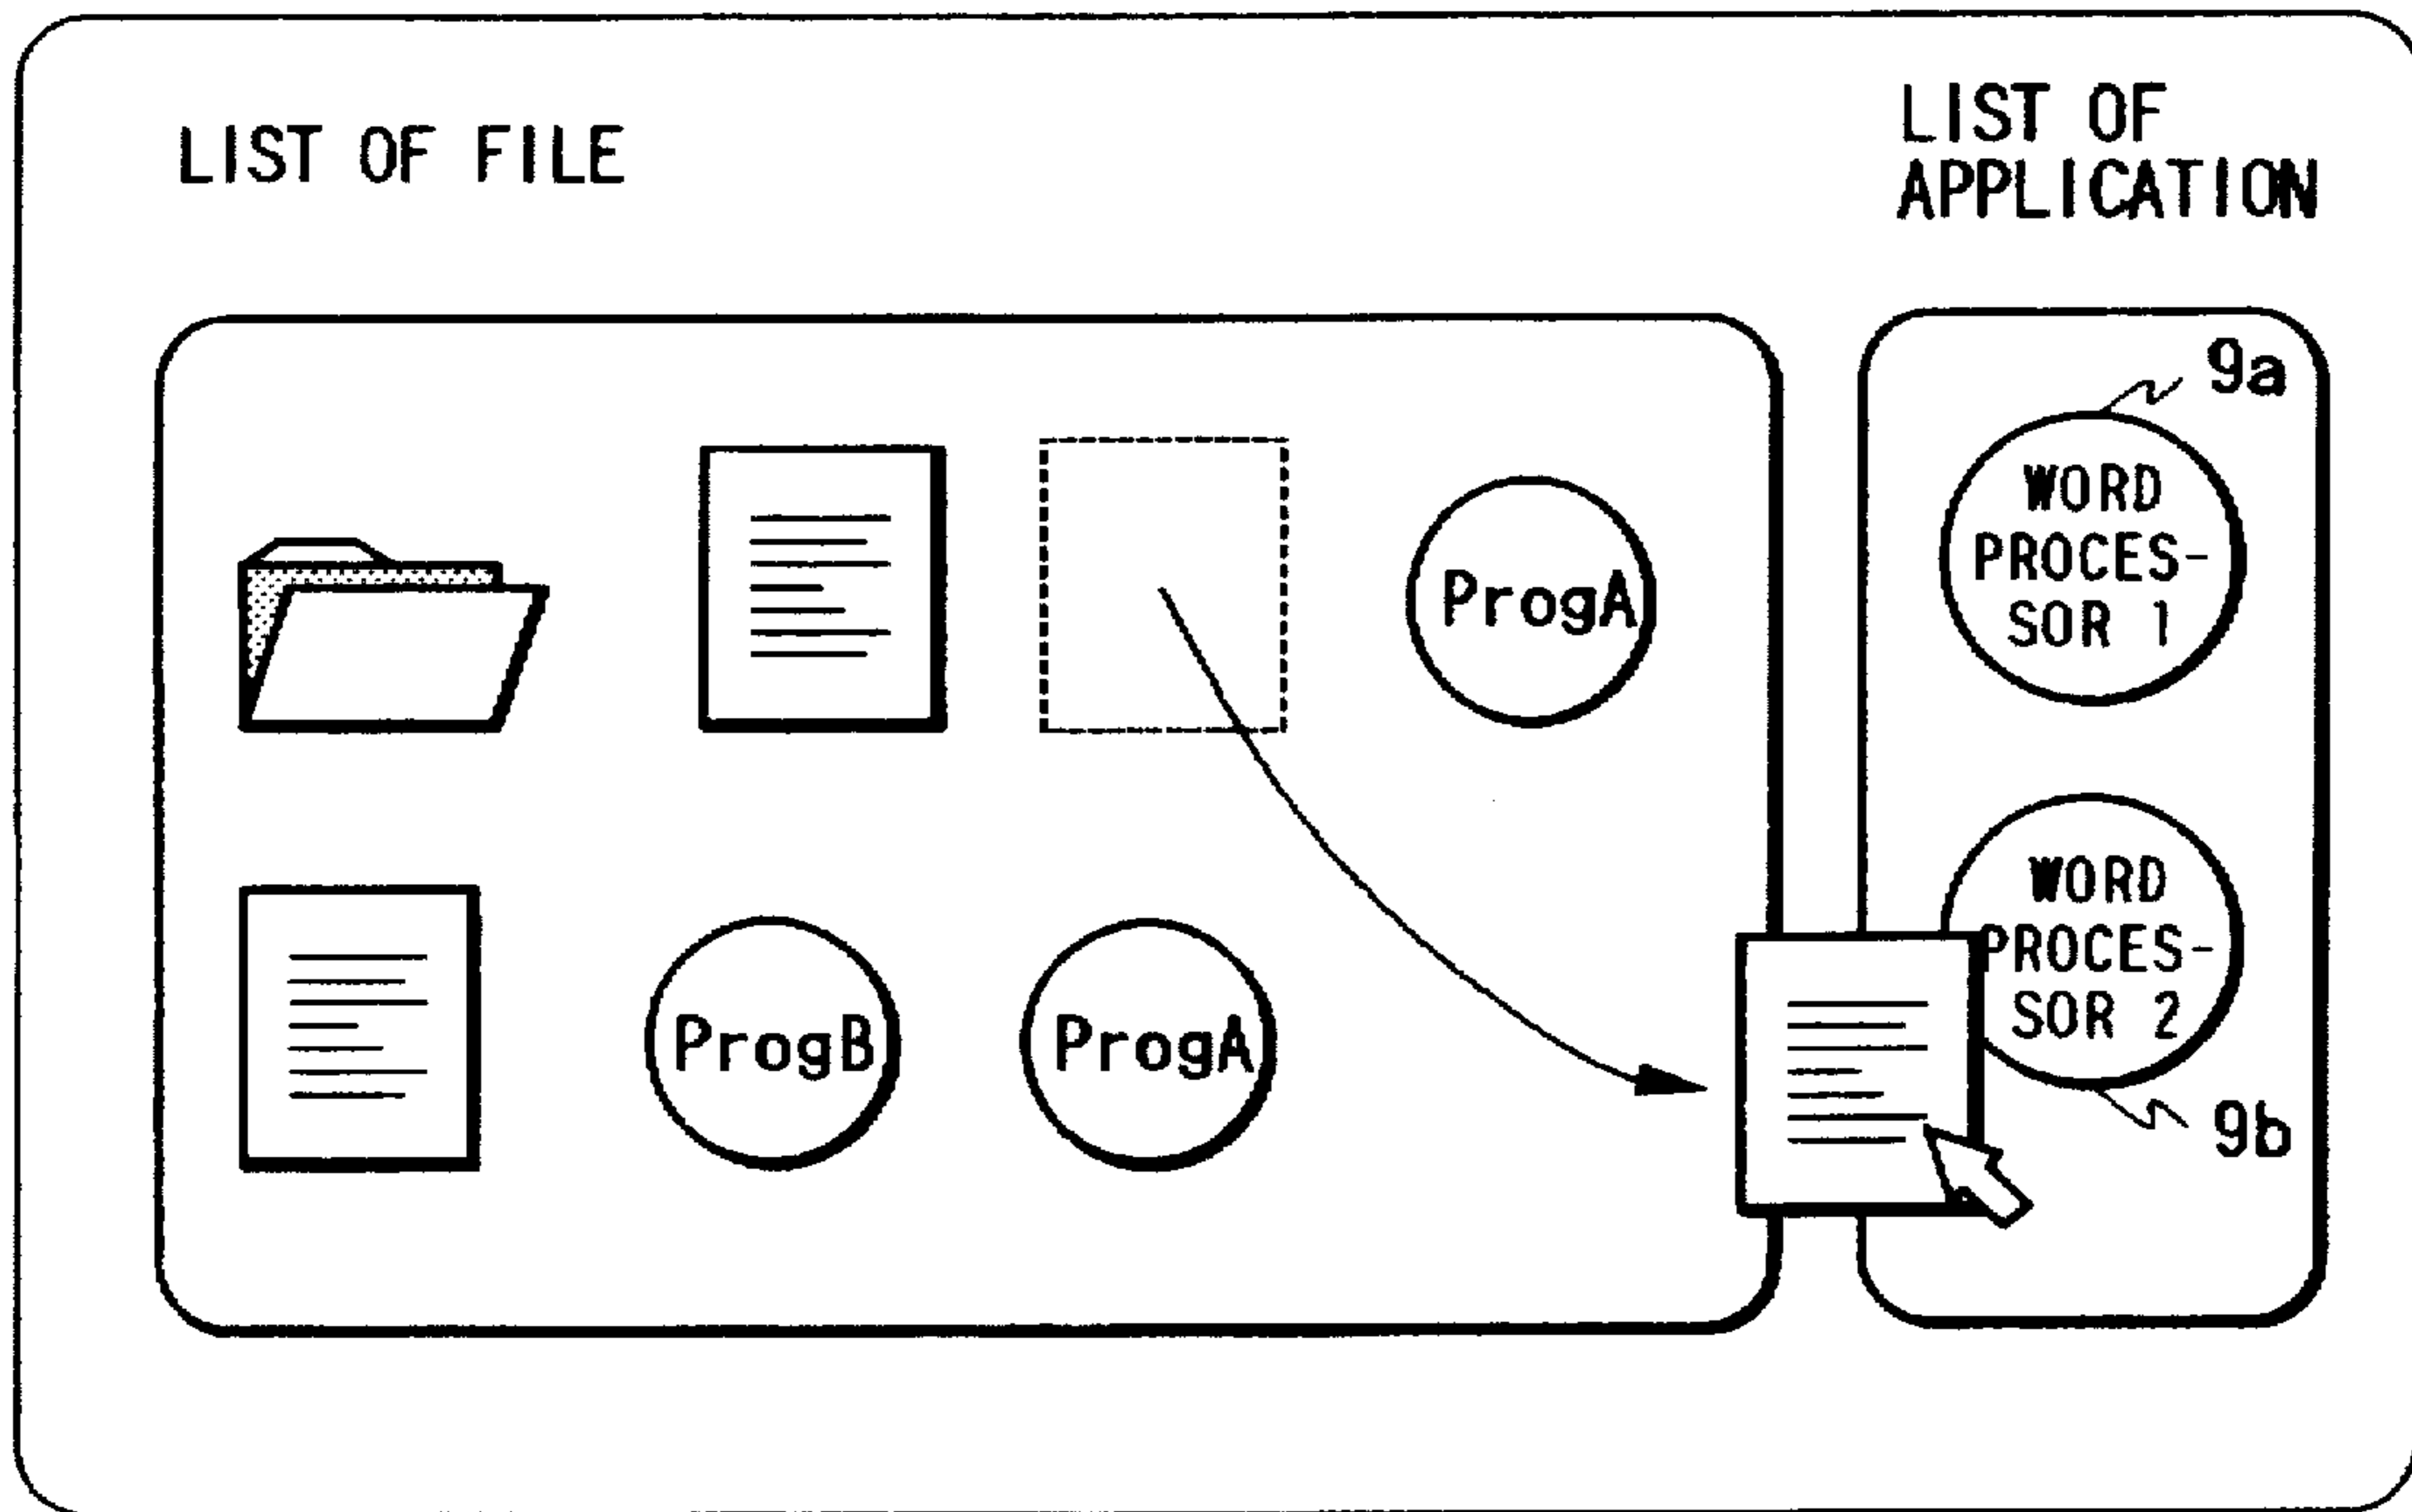 LIST OF FILE
LIST OF
APPLICATION
9a
WORD
PROCES-
SOR 1
ProgA
WORD
PROCES-
SOR 2
9b
ProgB
ProgA